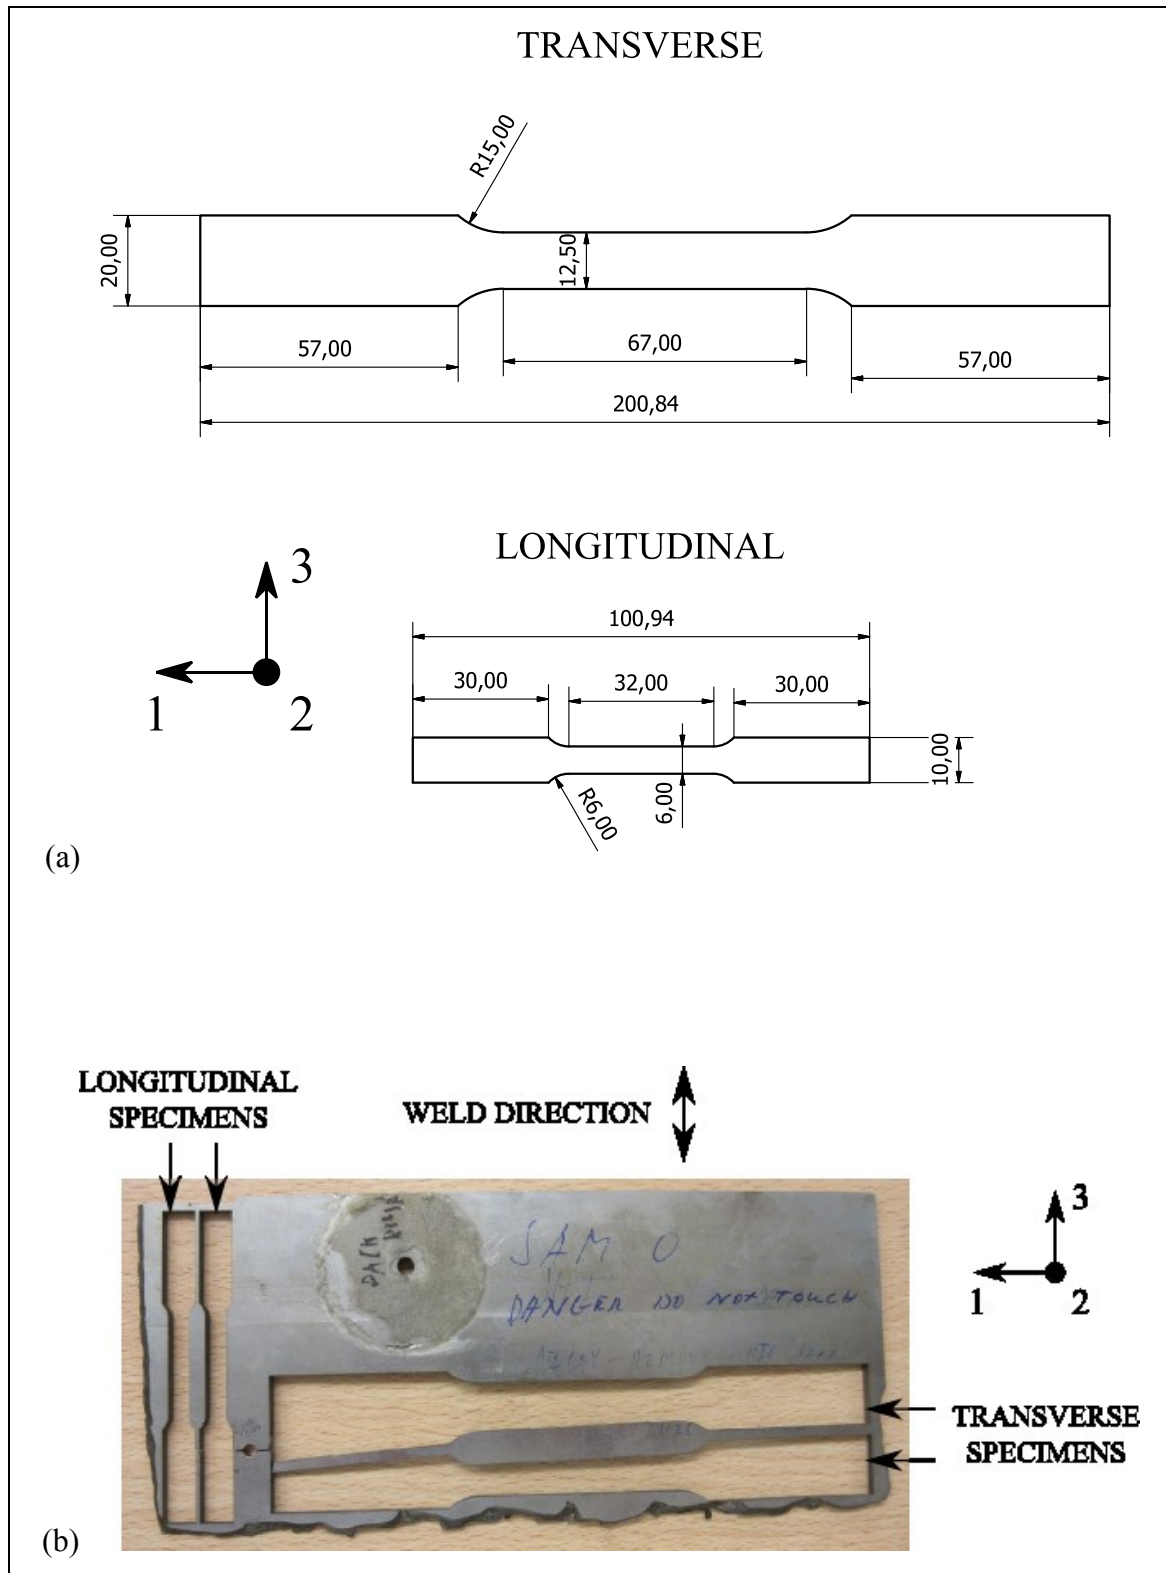 TRANSVERSE
R15,00
20,00
12,50
57,00
67,00
57,00
200,84
LONGITUDINAL
3
1
2
100,94
30,00
32,00
30,00
10,00
6,00
R6,00
(a)
LONGITUDINAL
SPECIMENS
WELD DIRECTION
3
1
2
SAM 0
DANGER DO NOT TOUCH
TRANSVERSE
SPECIMENS
(b)